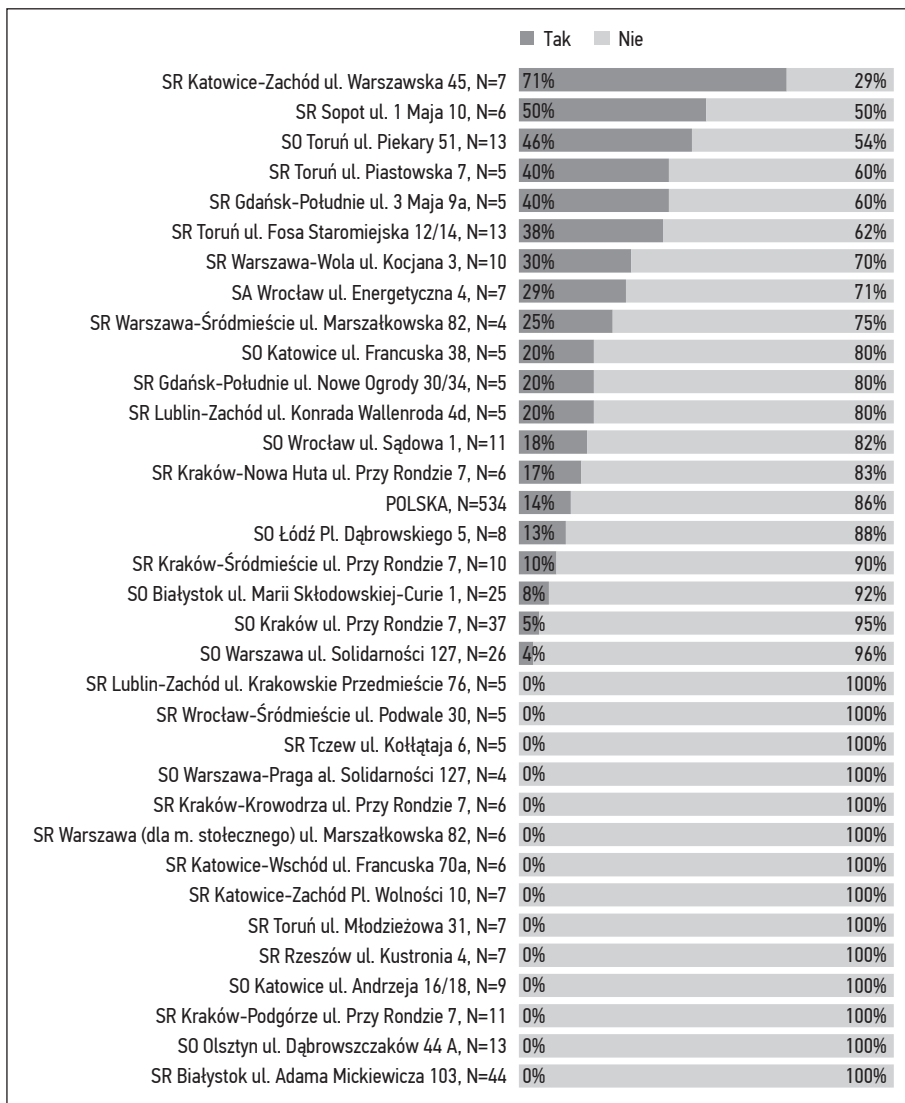 Tak Nie
SR Katowice-Zachód ul. Warszawska 45, N=7 71% 29%
SR Sopot ul. 1 Maja 10, N=6 50% 50%
SO Toruń ul. Piekary 51, N=13 46% 54%
SR Toruń ul. Piastowska 7, N=5 40% 60%
SR Gdańsk-Południe ul. 3 Maja 9a, N=5 40% 60%
SR Toruń ul. Fosa Staromiejska 12/14, N=13 38% 62%
SR Warszawa-Wola ul. Kocjana 3, N=10 30% 70%
SA Wrocław ul. Energetyczna 4, N=7 29% 71%
SR Warszawa-Śródmieście ul. Marszałkowska 82, N=4 25% 75%
SO Katowice ul. Francuska 38, N=5 20% 80%
SR Gdańsk-Południe ul. Nowe Ogrody 30/34, N=5 20% 80%
SR Lublin-Zachód ul. Konrada Wallenroda 4d, N=5 20% 80%
SO Wrocław ul. Sądowa 1, N=11 18% 82%
SR Kraków-Nowa Huta ul. Przy Rondzie 7, N=6 17% 83%
POLSKA, N=534 14% 86%
SO Łódź Pl. Dąbrowskiego 5, N=8 13% 88%
SR Kraków-Śródmieście ul. Przy Rondzie 7, N=10 10% 90%
SO Białystok ul. Marii Skłodowskiej-Curie 1, N=25 8% 92%
SO Kraków ul. Przy Rondzie 7, N=37 5% 95%
SO Warszawa ul. Solidarności 127, N=26 4% 96%
SR Lublin-Zachód ul. Krakowskie Przedmieście 76, N=5 0% 100%
SR Wrocław-Śródmieście ul. Podwale 30, N=5 0% 100%
SR Tczew ul. Kołłątaja 6, N=5 0% 100%
SO Warszawa-Praga al. Solidarności 127, N=4 0% 100%
SR Kraków-Krowodrza ul. Przy Rondzie 7, N=6 0% 100%
SR Warszawa (dla m. stołecznego) ul. Marszałkowska 82, N=6 0% 100%
SR Katowice-Wschód ul. Francuska 70a, N=6 0% 100%
SR Katowice-Zachód Pl. Wolności 10, N=7 0% 100%
SR Toruń ul. Młodzieżowa 31, N=7 0% 100%
SR Rzeszów ul. Kustronia 4, N=7 0% 100%
SO Katowice ul. Andrzeja 16/18, N=9 0% 100%
SR Kraków-Podgórze ul. Przy Rondzie 7, N=11 0% 100%
SO Olsztyn ul. Dąbrowszczaków 44 A, N=13 0% 100%
SR Białystok ul. Adama Mickiewicza 103, N=44 0% 100%